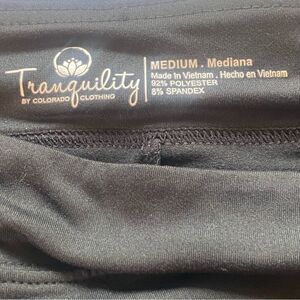 Tranquility
BY COLORADO CLOTHING
MEDIUM . Mediana
Made In Vietnam . Hecho en Vietnam
92% POLYESTER
8% SPANDEX